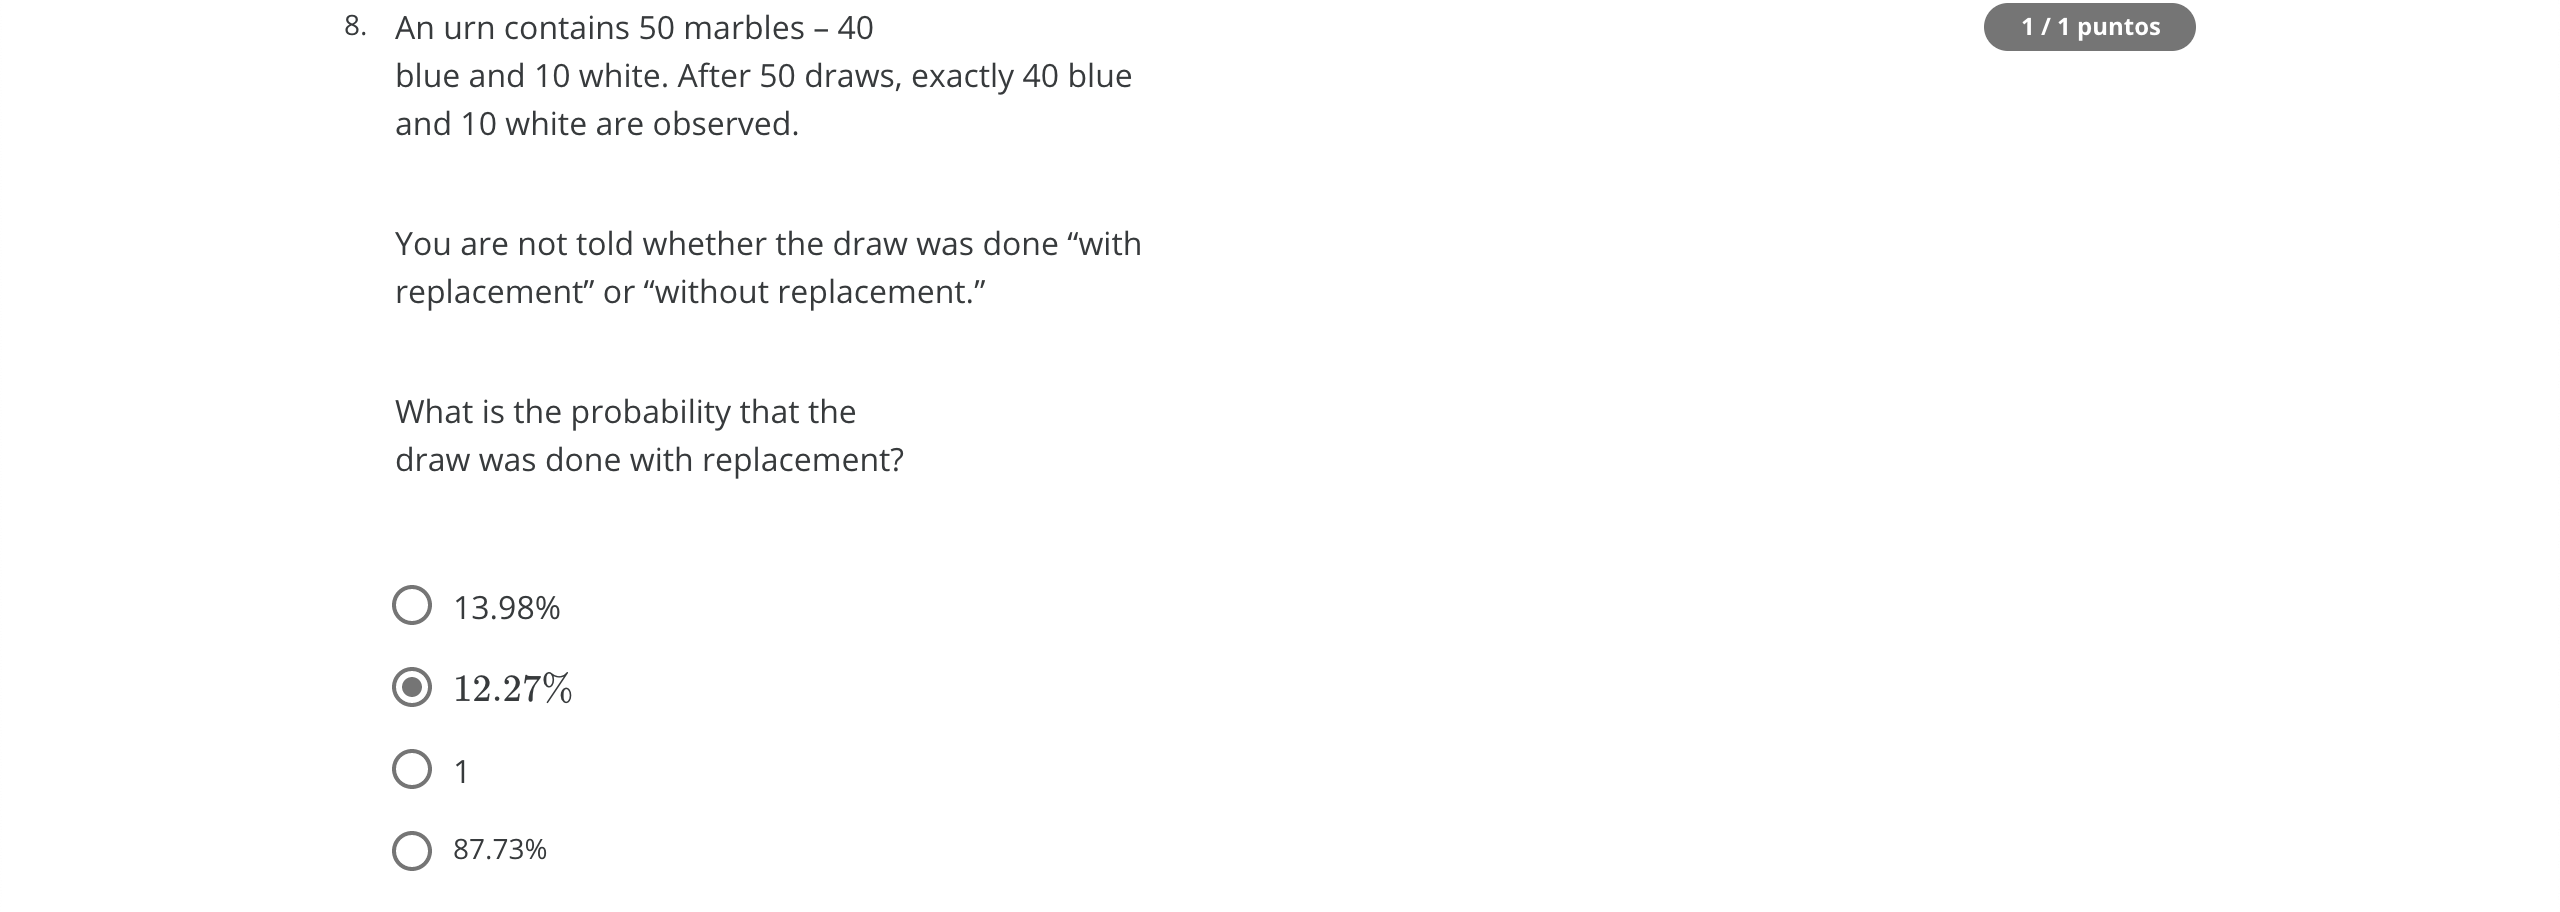 8. An urn contains 50 marbles – 40 1 / 1 puntos
blue and 10 white. After 50 draws, exactly 40 blue
and 10 white are observed.
You are not told whether the draw was done “with
replacement” or “without replacement.”
What is the probability that the
draw was done with replacement?
13.98%
12.27%
1
87.73%